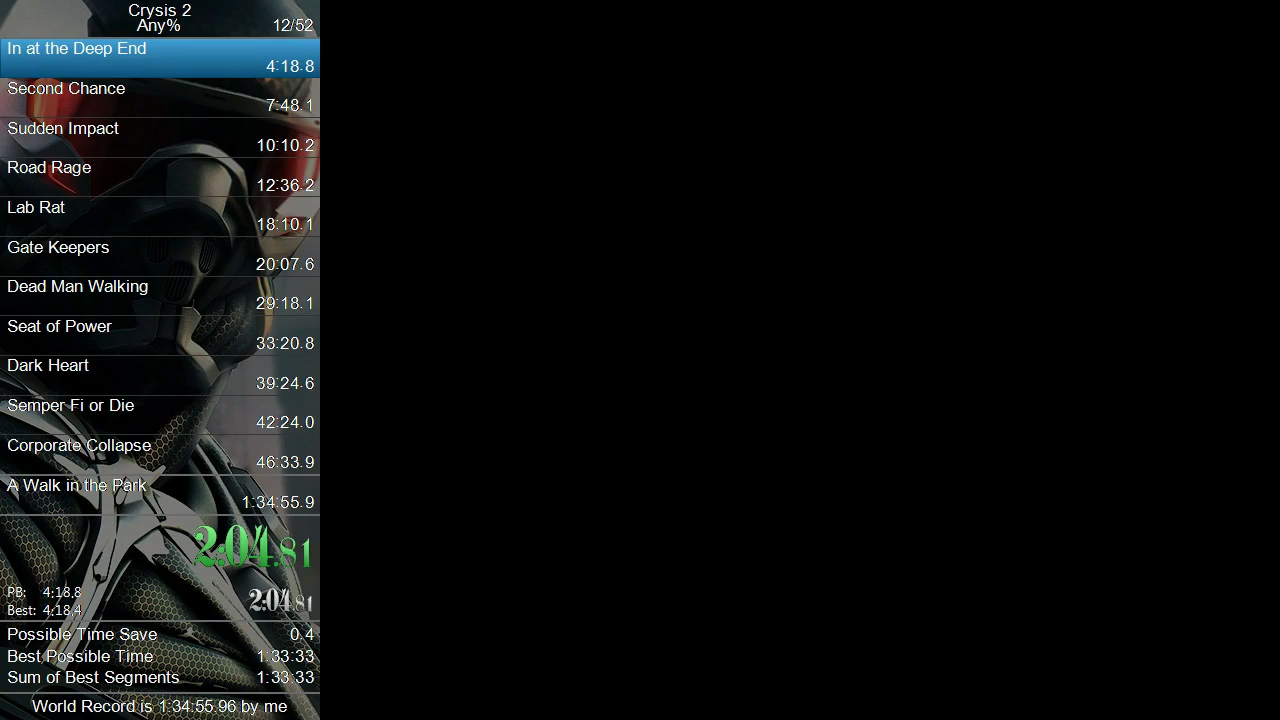 Crysis 2
Any%
12/52
In at the Deep End
4:18.8
Second Chance
7:48.1
Sudden Impact
10:10.2
Road Rage
12:36.2
Lab Rat
18:10.1
Gate Keepers
20:07.6
Dead Man Walking
29:18.1
Seat of Power
33:20.8
Dark Heart
39:24.6
Semper Fi or Die
42:24.0
Corporate Collapse
46:33.9
A Walk in the Park
1:34:55.9
2:04.81
PB: 4:18.8
Best: 4:18.4
2:04.81
Possible Time Save 0.4
Best Possible Time 1:33:33
Sum of Best Segments 1:33:33
World Record is 1:34:55.96 by me